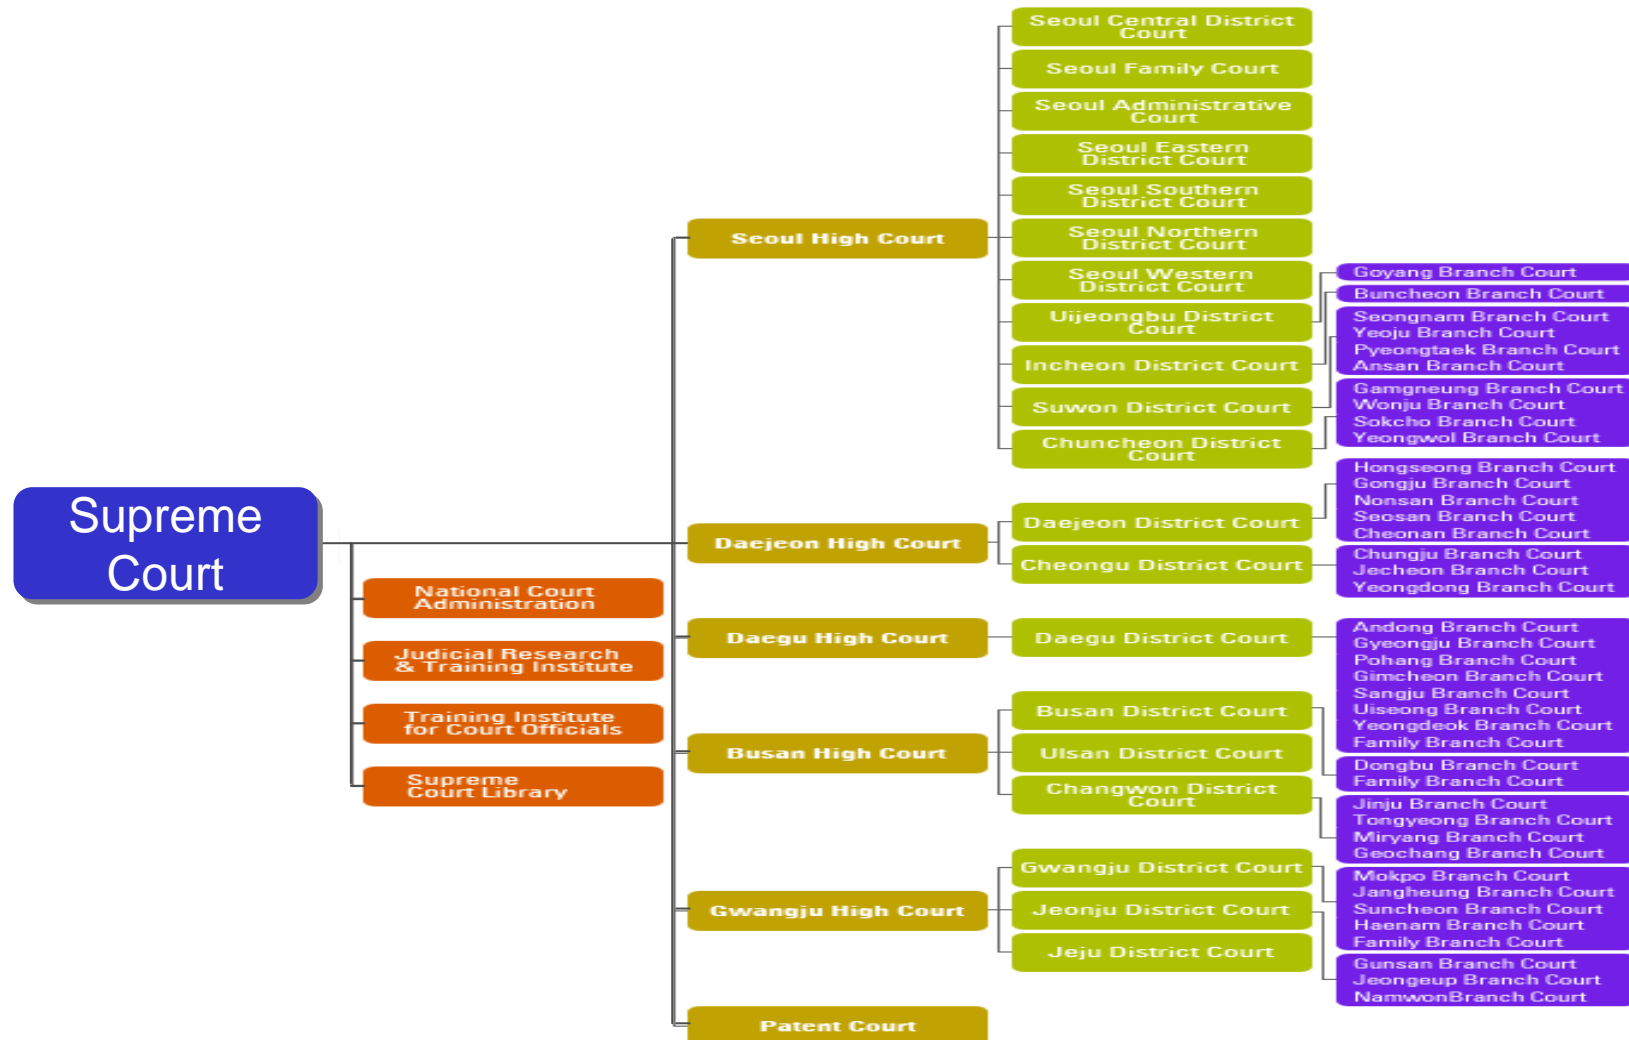 Supreme
Court
National Court
Administration
Judicial Research
& Training Institute
Training Institute
for Court Officials
Supreme
Court Library
Seoul High Court
Daejeon High Court
Daegu High Court
Busan High Court
Gwangju High Court
Patent Court
Seoul Central District
Court
Seoul Family Court
Seoul Administrative
Court
Seoul Eastern
District Court
Seoul Southern
District Court
Seoul Northern
District Court
Seoul Western
District Court
Uijeongbu District
Court
Incheon District Court
Suwon District Court
Chuncheon District
Court
Daejeon District Court
Cheongu District Court
Daegu District Court
Busan District Court
Ulsan District Court
Changwon District
Court
Gwangju District Court
Jeonju District Court
Jeju District Court
Goyang Branch Court
Buncheon Branch Court
Seongnam Branch Court
Yeoju Branch Court
Pyeongtaek Branch Court
Ansan Branch Court
Gamgneung Branch Court
Wonju Branch Court
Sokcho Branch Court
Yeongwol Branch Court
Hongseong Branch Court
Gongju Branch Court
Nonsan Branch Court
Seosan Branch Court
Cheonan Branch Court
Chungju Branch Court
Jecheon Branch Court
Yeongdong Branch Court
Andong Branch Court
Gyeongju Branch Court
Pohang Branch Court
Gimcheon Branch Court
Sangju Branch Court
Uiseong Branch Court
Yeongdeok Branch Court
Family Branch Court
Dongbu Branch Court
Family Branch Court
Jinju Branch Court
Tongyeong Branch Court
Miryang Branch Court
Geochang Branch Court
Mokpo Branch Court
Jangheung Branch Court
Suncheon Branch Court
Haenam Branch Court
Family Branch Court
Gunsan Branch Court
Jeongeup Branch Court
NamwonBranch Court